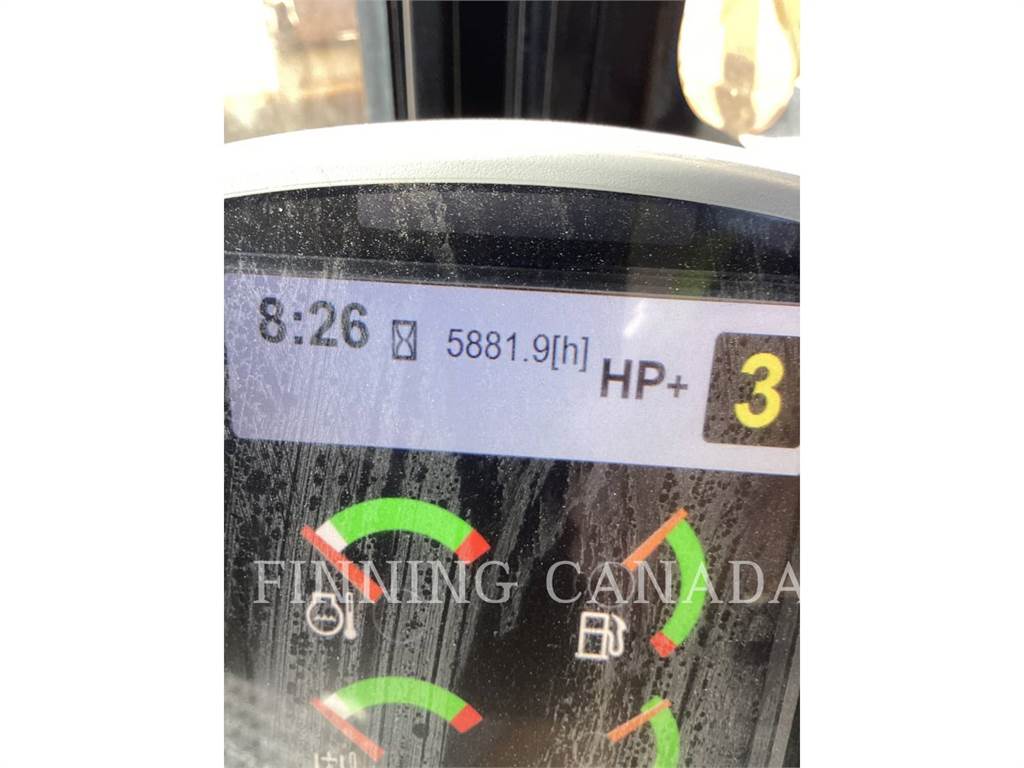 8:26 5881.9[h] HP+ 3
FINNING CANADA